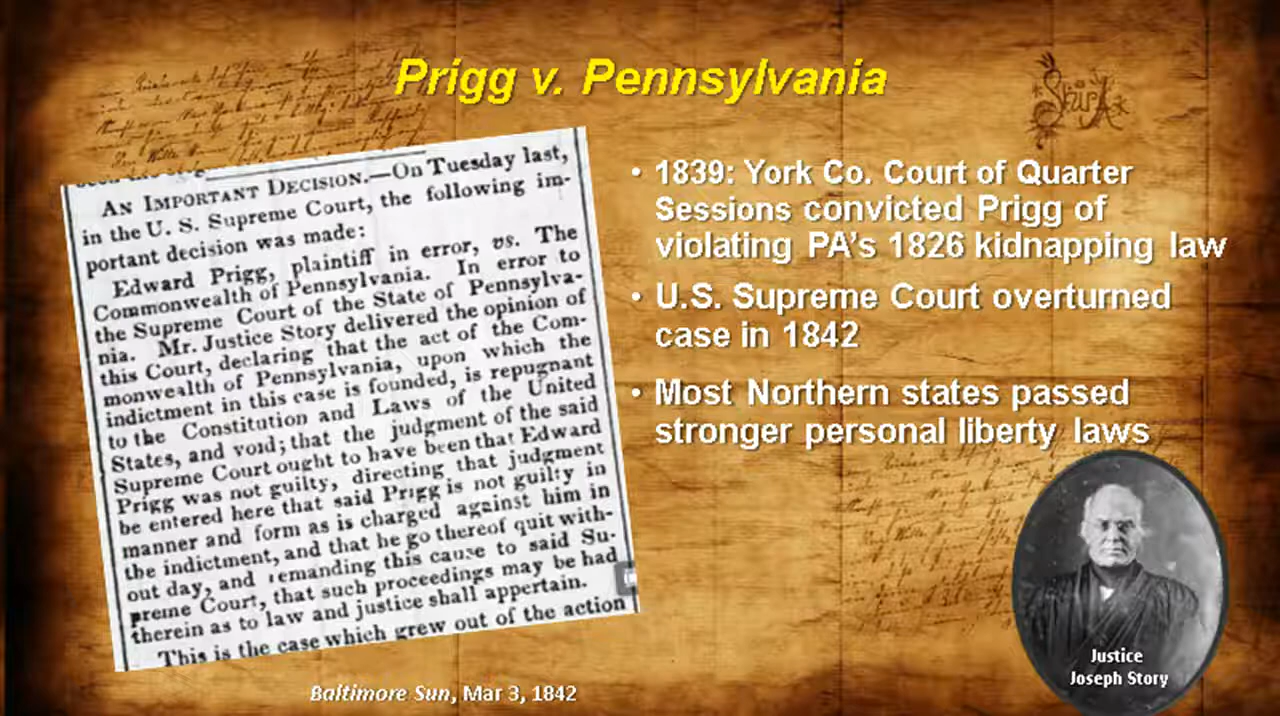 Prigg v. Pennsylvania
AN IMPORTANT DECISION.—On Tuesday last,
in the U. S. Supreme Court, the following im-
portant decision was made:
Edward Prigg, plaintiff in error, vs. The
Commonwealth of Pennsylvania. In error to
the Supreme Court of the State of Pennsylva-
nia. Mr. Justice Story delivered the opinion of
this Court, declaring that the act of the Com-
monwealth of Pennsylvania, upon which the
indictment in this case is founded, is repugnant
to the Constitution and Laws of the United
States, and void; that the judgment of the said
Supreme Court ought to have been that Edward
Prigg was not guilty, directing that judgment
be entered here that said Prigg is not guilty in
manner and form as is charged against him in
the indictment, and that he go thereof quit with-
out day, and remanding this cause to said Su-
preme Court, that such proceedings may be had
therein as to law and justice shall appertain.
This is the case which grew out of the action
Baltimore Sun, Mar 3, 1842
• 1839: York Co. Court of Quarter
Sessions convicted Prigg of
violating PA's 1826 kidnapping law
• U.S. Supreme Court overturned
case in 1842
• Most Northern states passed
stronger personal liberty laws
Justice
Joseph Story